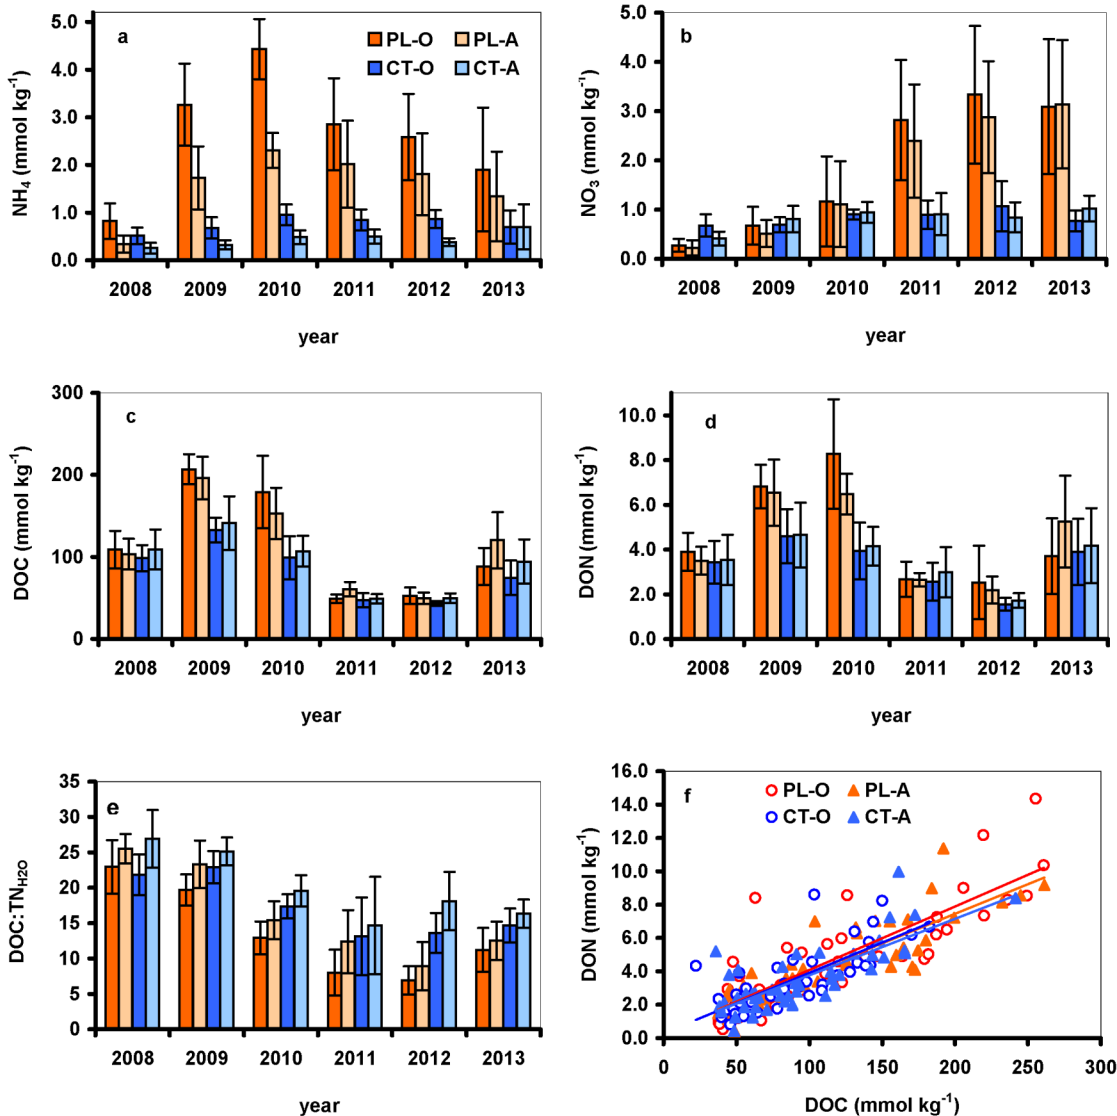 a
PL-O PL-A
CT-O CT-A
5.0
4.0
3.0
2.0
1.0
0.0
NH4 (mmol kg-1)
2008 2009 2010 2011 2012 2013
year
b
5.0
4.0
3.0
2.0
1.0
0.0
NO3 (mmol kg-1)
2008 2009 2010 2011 2012 2013
year
c
300
200
100
0
DOC (mmol kg-1)
2008 2009 2010 2011 2012 2013
year
d
10.0
8.0
6.0
4.0
2.0
0.0
DON (mmol kg-1)
2008 2009 2010 2011 2012 2013
year
e
35
30
25
20
15
10
5
0
DOC:TNH2O
2008 2009 2010 2011 2012 2013
year
f
PL-O PL-A
CT-O CT-A
16.0
14.0
12.0
10.0
8.0
6.0
4.0
2.0
0.0
DON (mmol kg-1)
0 50 100 150 200 250 300
DOC (mmol kg-1)